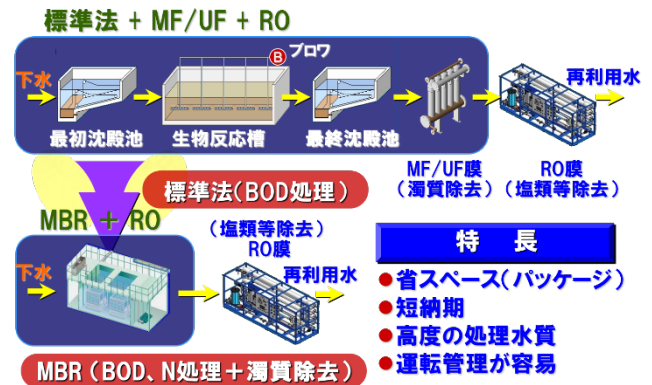 標準法 + MF/UF + RO
B ブロワ
下水
再利用水
最初沈殿池 生物反応槽 最終沈殿池
MF/UF膜
(濁質除去)
RO膜
(塩類等除去)
標準法(BOD処理)
MBR + RO
(塩類等除去)
RO膜
下水
再利用水
MBR(BOD、N処理+濁質除去)
特 長
●省スペース(パッケージ)
●短納期
●高度の処理水質
●運転管理が容易